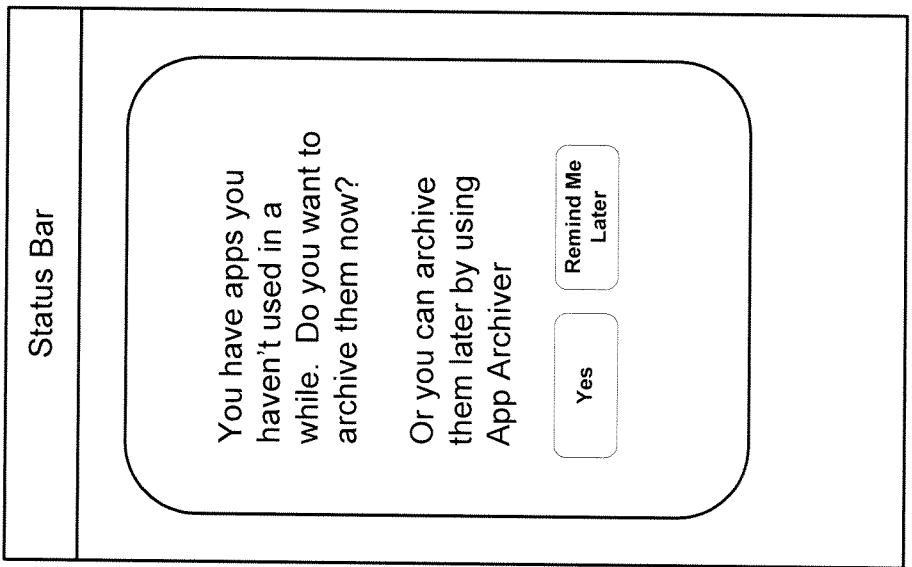 Status Bar
You have apps you
haven't used in a
while. Do you want to
archive them now?
Or you can archive
them later by using
App Archiver
Yes
Remind Me
Later